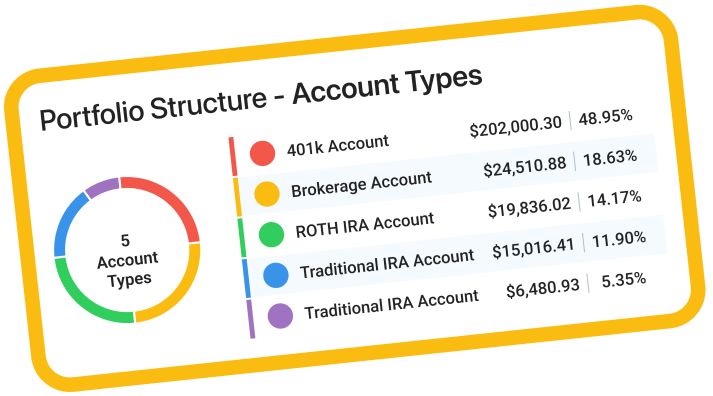 Portfolio Structure - Account Types
5
Account
Types
401k Account $202,000.30 48.95%
Brokerage Account $24,510.88 18.63%
ROTH IRA Account $19,836.02 14.17%
Traditional IRA Account $15,016.41 11.90%
Traditional IRA Account $6,480.93 5.35%